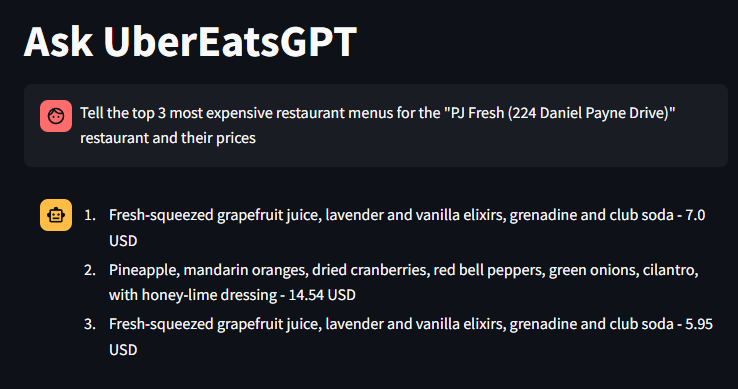 Ask UberEatsGPT
Tell the top 3 most expensive restaurant menus for the "PJ Fresh (224 Daniel Payne Drive)"
restaurant and their prices
1. Fresh-squeezed grapefruit juice, lavender and vanilla elixirs, grenadine and club soda - 7.0
USD
2. Pineapple, mandarin oranges, dried cranberries, red bell peppers, green onions, cilantro,
with honey-lime dressing - 14.54 USD
3. Fresh-squeezed grapefruit juice, lavender and vanilla elixirs, grenadine and club soda - 5.95
USD